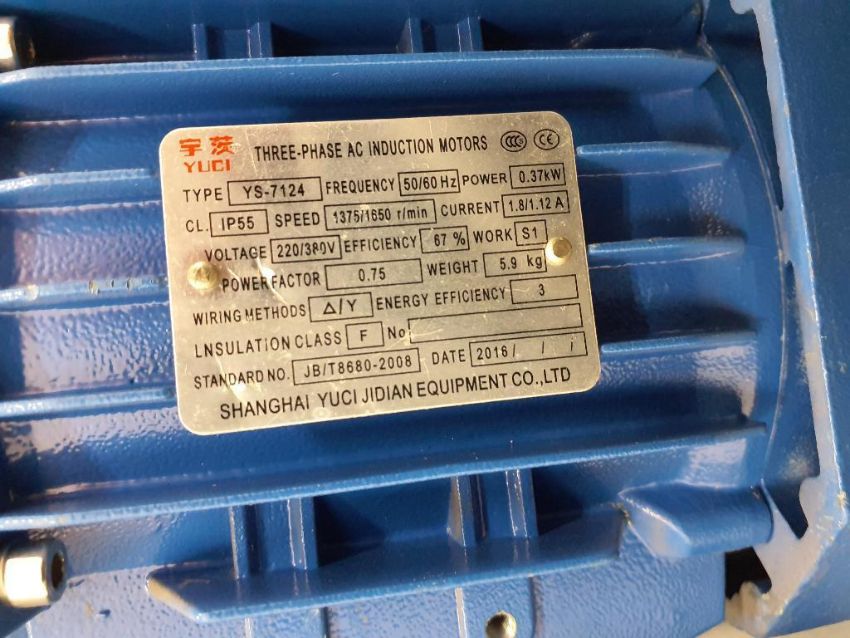 宇茨 YUCI THREE-PHASE AC INDUCTION MOTORS CCC CE
TYPE YS-7124 FREQUENCY 50/60 Hz POWER 0.37kW
CL. IP55 SPEED 1375/1650 r/min CURRENT 1.8/1.12 A
VOLTAGE 220/380V EFFICIENCY 67 % WORK S1
POWER FACTOR 0.75 WEIGHT 5.9 kg
WIRING METHODS △/Y ENERGY EFFICIENCY 3
LNSULATION CLASS F No
STANDARD NO. JB/T8680-2008 DATE 2016/ / /
SHANGHAI YUCI JIDIAN EQUIPMENT CO.,LTD